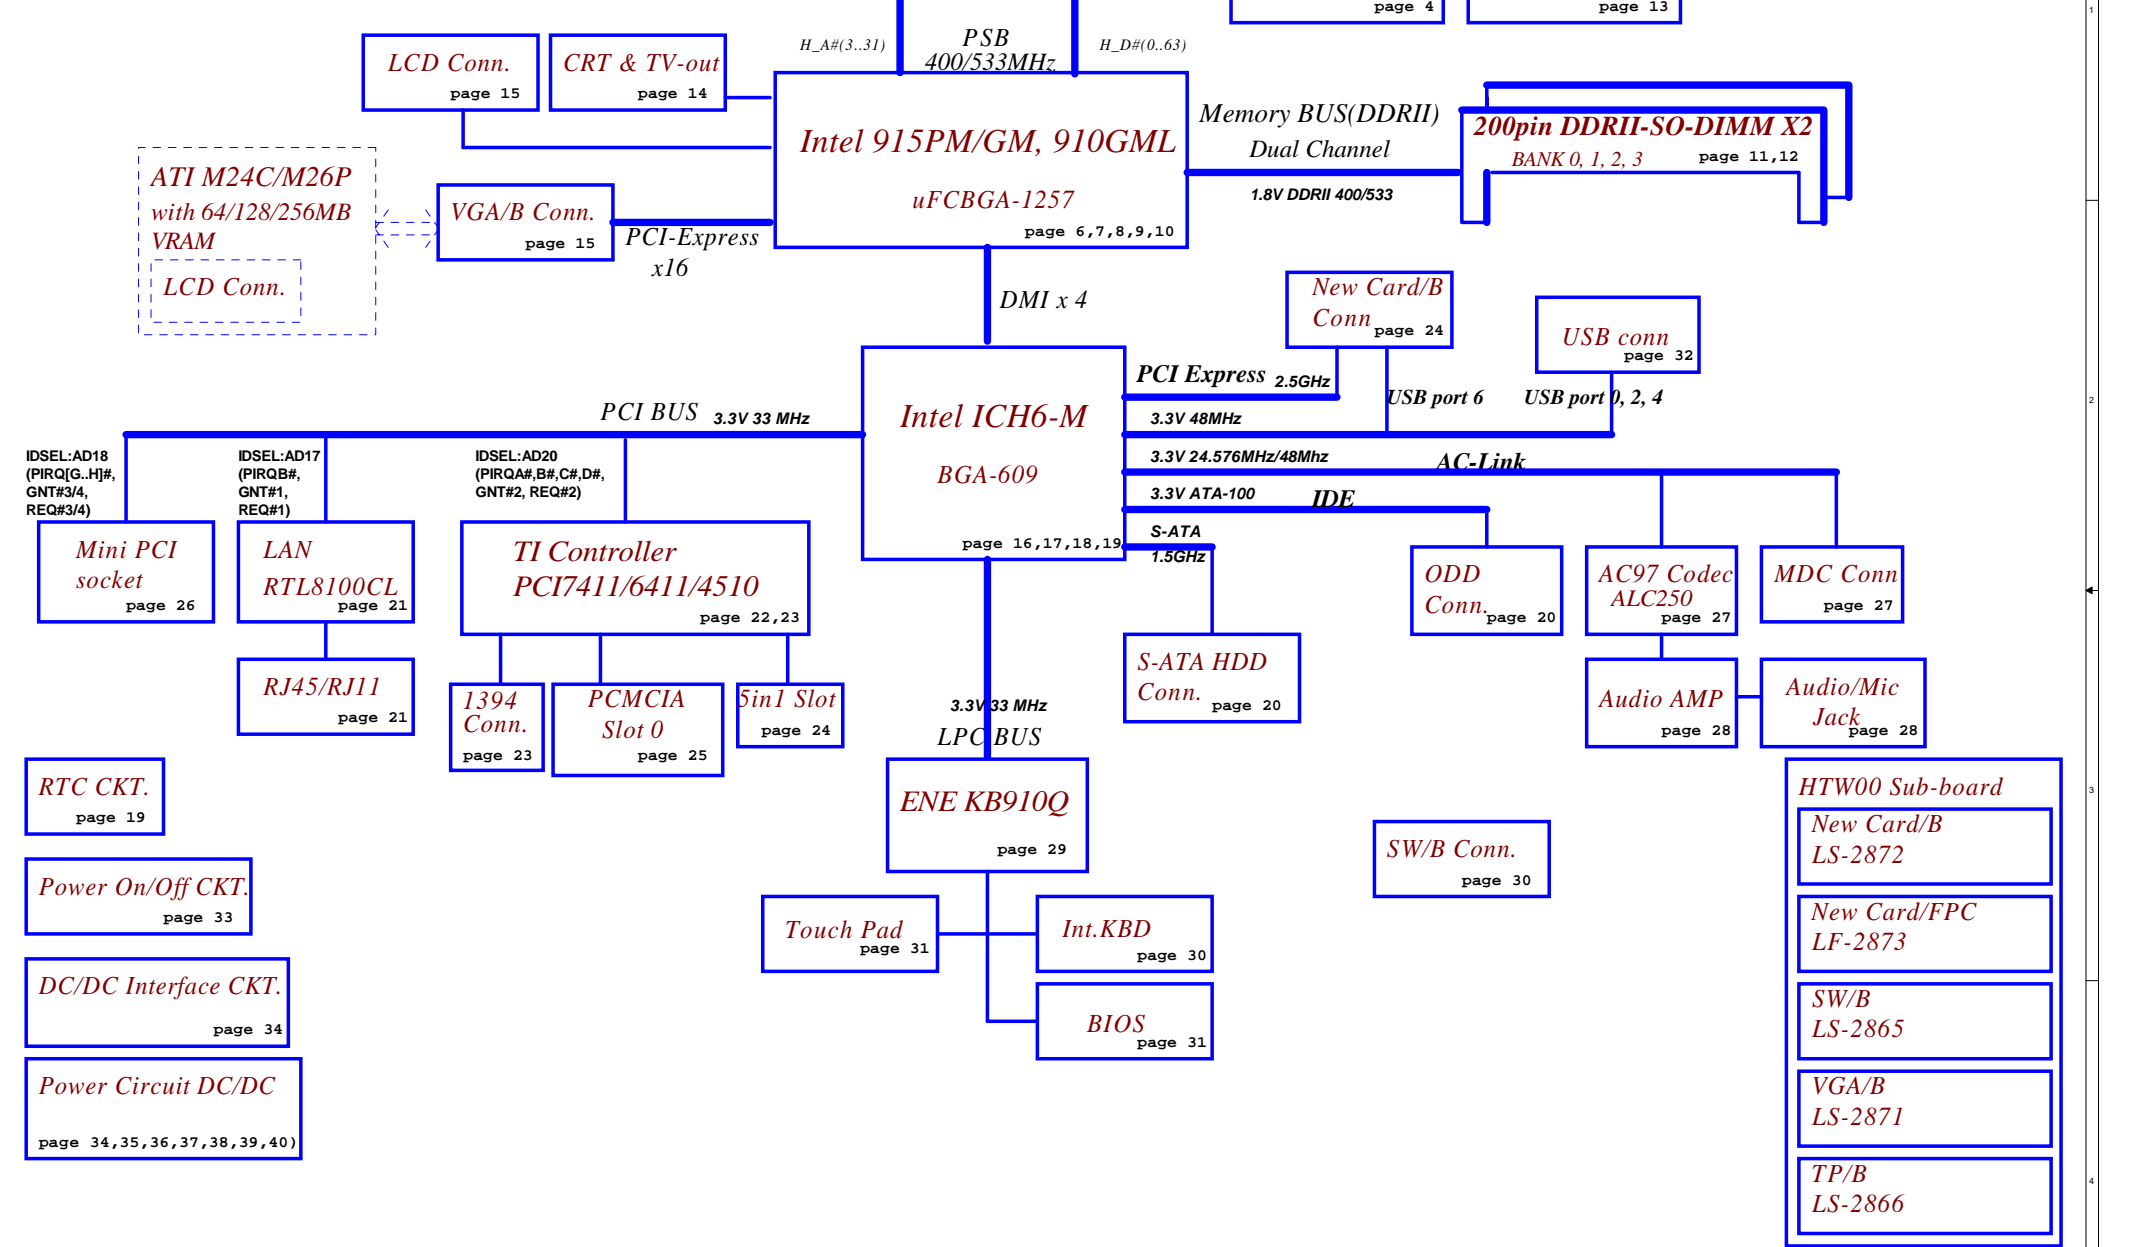 page 4
page 13
1
H_A#(3..31)
PSB
400/533MHz
H_D#(0..63)
LCD Conn.
page 15
CRT & TV-out
page 14
Intel 915PM/GM, 910GML
uFCBGA-1257
page 6,7,8,9,10
Memory BUS(DDRII)
Dual Channel
1.8V DDRII 400/533
200pin DDRII-SO-DIMM X2
BANK 0, 1, 2, 3
page 11,12
ATI M24C/M26P
with 64/128/256MB
VRAM
LCD Conn.
VGA/B Conn.
page 15
PCI-Express
x16
DMI x 4
New Card/B
Conn
page 24
USB conn
page 32
PCI Express 2.5GHz
USB port 6
USB port 0, 2, 4
2
Intel ICH6-M
BGA-609
page 16,17,18,19
PCI BUS
3.3V 33 MHz
3.3V 48MHz
3.3V 24.576MHz/48Mhz
AC-Link
3.3V ATA-100
IDE
S-ATA
1.5GHz
IDSEL:AD18
(PIRQ[G..H]#,
GNT#3/4,
REQ#3/4)
IDSEL:AD17
(PIRQB#,
GNT#1,
REQ#1)
IDSEL:AD20
(PIRQA#,B#,C#,D#,
GNT#2, REQ#2)
Mini PCI
socket
page 26
LAN
RTL8100CL
page 21
TI Controller
PCI7411/6411/4510
page 22,23
ODD
Conn.
page 20
AC97 Codec
ALC250
page 27
MDC Conn
page 27
RJ45/RJ11
page 21
1394
Conn.
page 23
PCMCIA
Slot 0
page 25
5in1 Slot
page 24
3.3V 33 MHz
LPC BUS
S-ATA HDD
Conn.
page 20
Audio AMP
page 28
Audio/Mic
Jack
page 28
RTC CKT.
page 19
ENE KB910Q
page 29
SW/B Conn.
page 30
HTW00 Sub-board
3
New Card/B
LS-2872
Power On/Off CKT.
page 33
Touch Pad
page 31
Int.KBD
page 30
New Card/FPC
LF-2873
DC/DC Interface CKT.
page 34
BIOS
page 31
SW/B
LS-2865
Power Circuit DC/DC
page 34,35,36,37,38,39,40)
VGA/B
LS-2871
TP/B
LS-2866
4